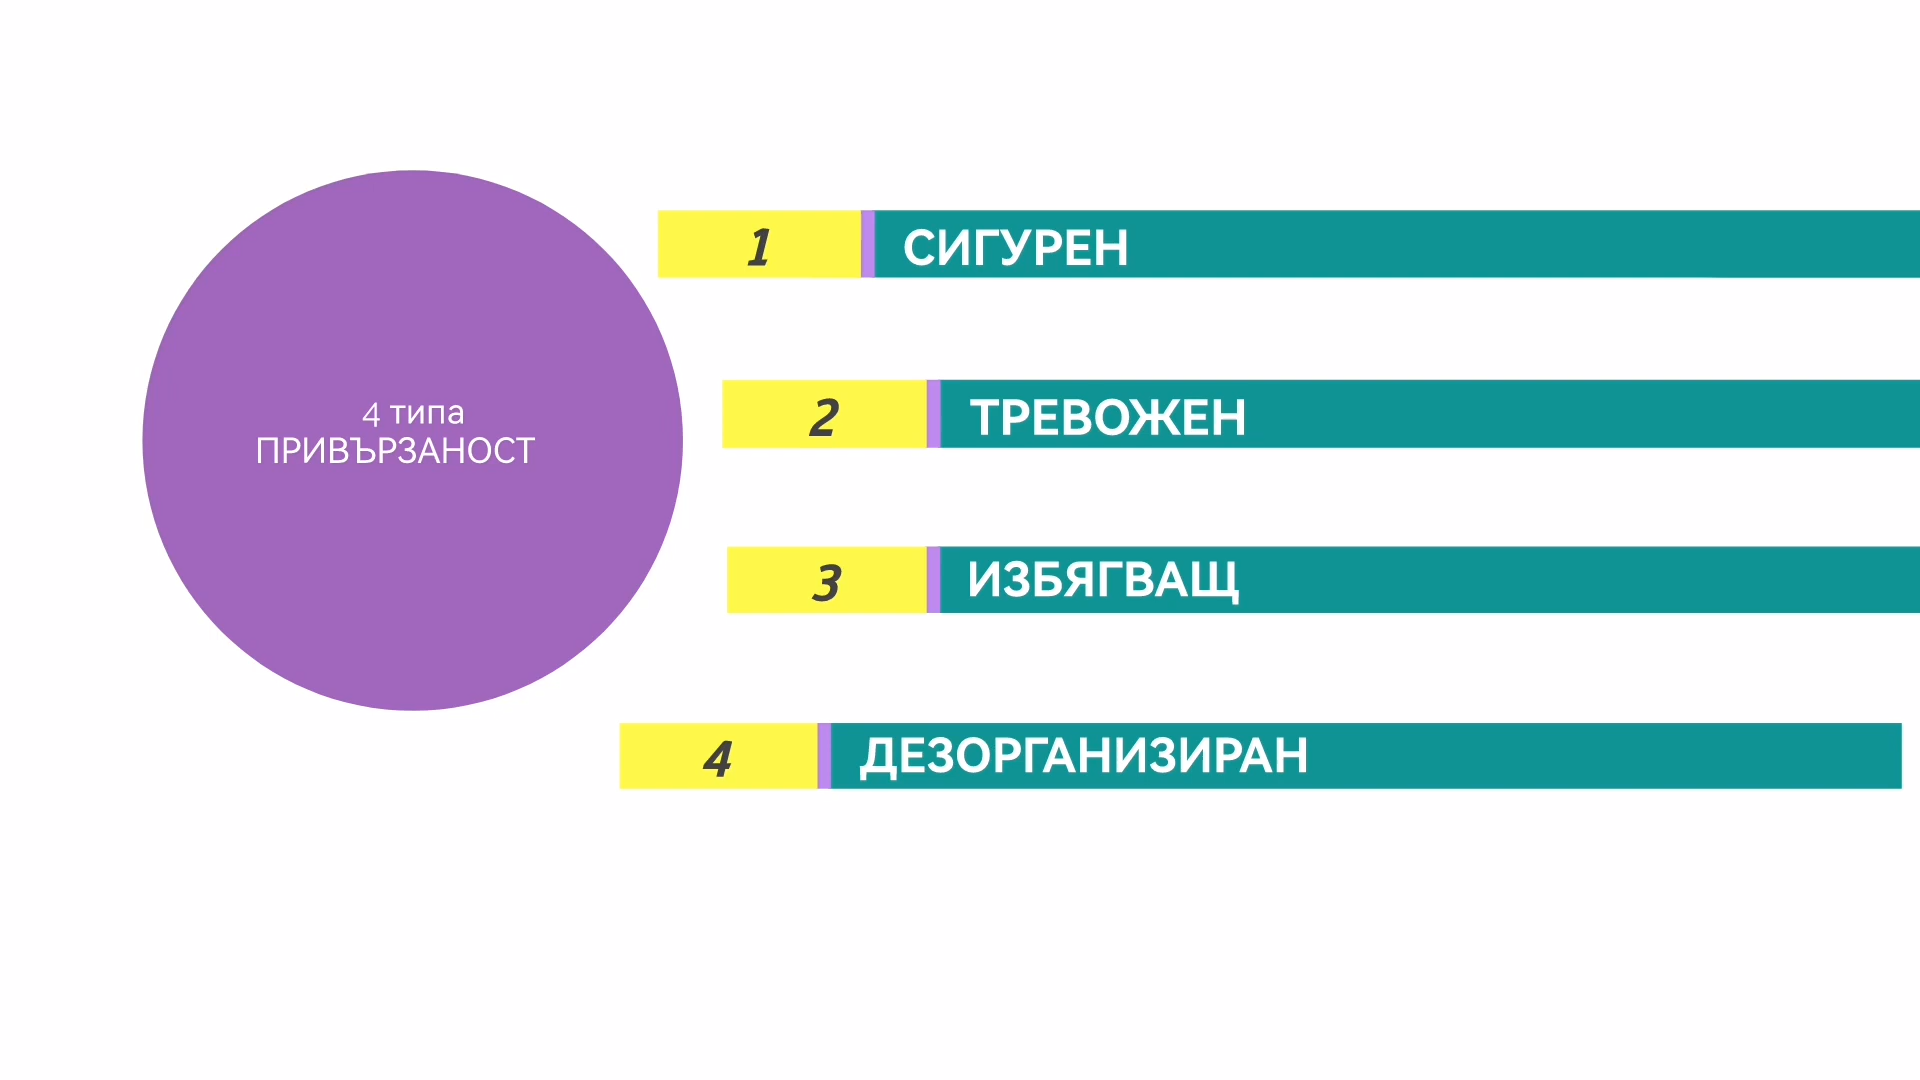 4 типа
ПРИВЪРЗАНОСТ
1 СИГУРЕН
2 ТРЕВОЖЕН
3 ИЗБЯГВАЩ
4 ДЕЗОРГАНИЗИРАН